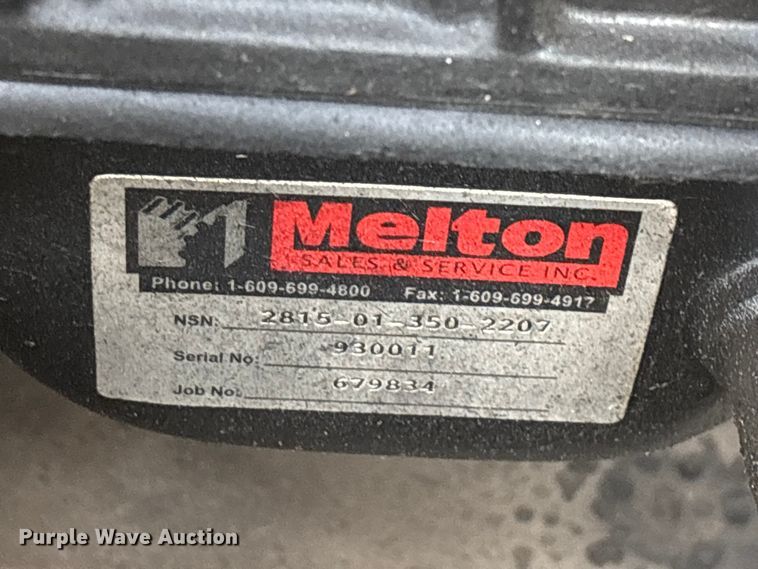 Melton
SALES & SERVICE INC.
Phone: 1-609-699-4800 Fax: 1-609-699-4917
NSN: 2815-01-350-2207
Serial No: 930011
Job No: 679834
Purple Wave Auction